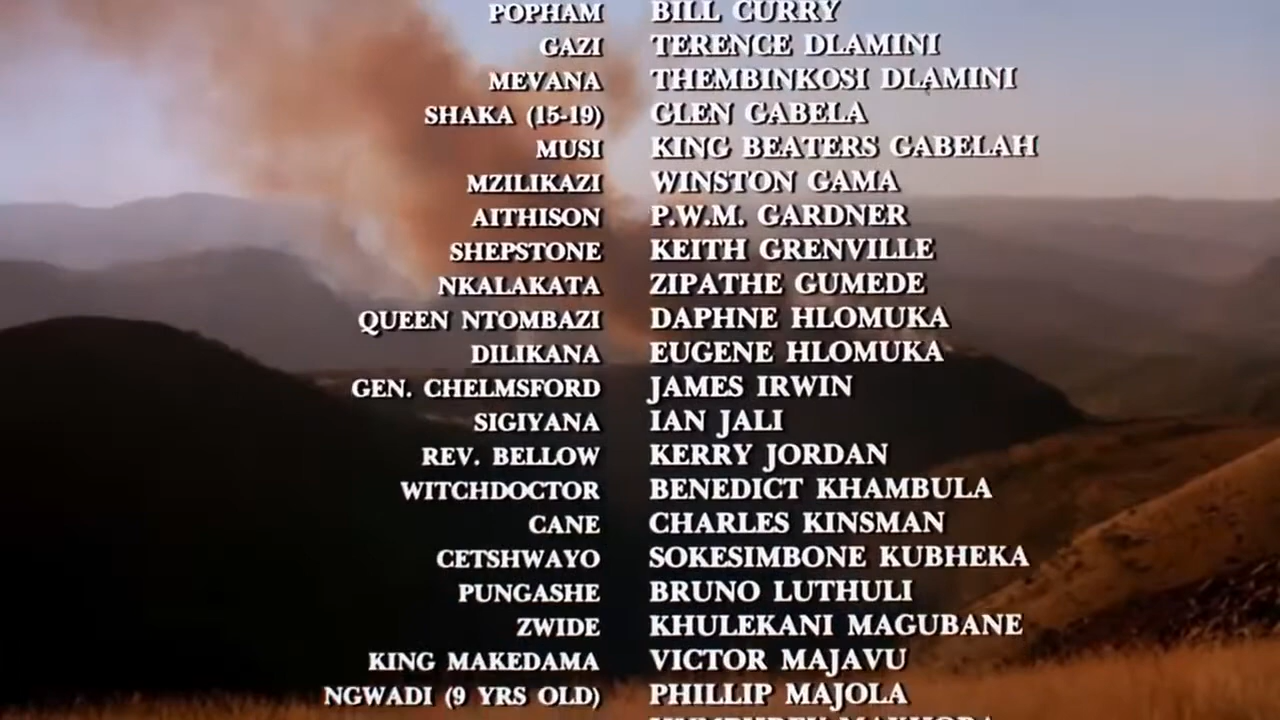 POPHAM BILL CURRY
GAZI TERENCE DLAMINI
MEVANA THEMBINKOSI DLAMINI
SHAKA (15-19) GLEN GABELA
MUSI KING BEATERS GABELAH
MZILIKAZI WINSTON GAMA
AITHISON P.W.M. GARDNER
SHEPSTONE KEITH GRENVILLE
NKALAKATA ZIPATHE GUMEDE
QUEEN NTOMBAZI DAPHNE HLOMUKA
DILIKANA EUGENE HLOMUKA
GEN. CHELMSFORD JAMES IRWIN
SIGIYANA IAN JALI
REV. BELLOW KERRY JORDAN
WITCHDOCTOR BENEDICT KHAMBULA
CANE CHARLES KINSMAN
CETSHWAYO SOKESIMBONE KUBHEKA
PUNGASHE BRUNO LUTHULI
ZWIDE KHULEKANI MAGUBANE
KING MAKEDAMA VICTOR MAJAVU
NGWADI (9 YRS OLD) PHILLIP MAJOLA